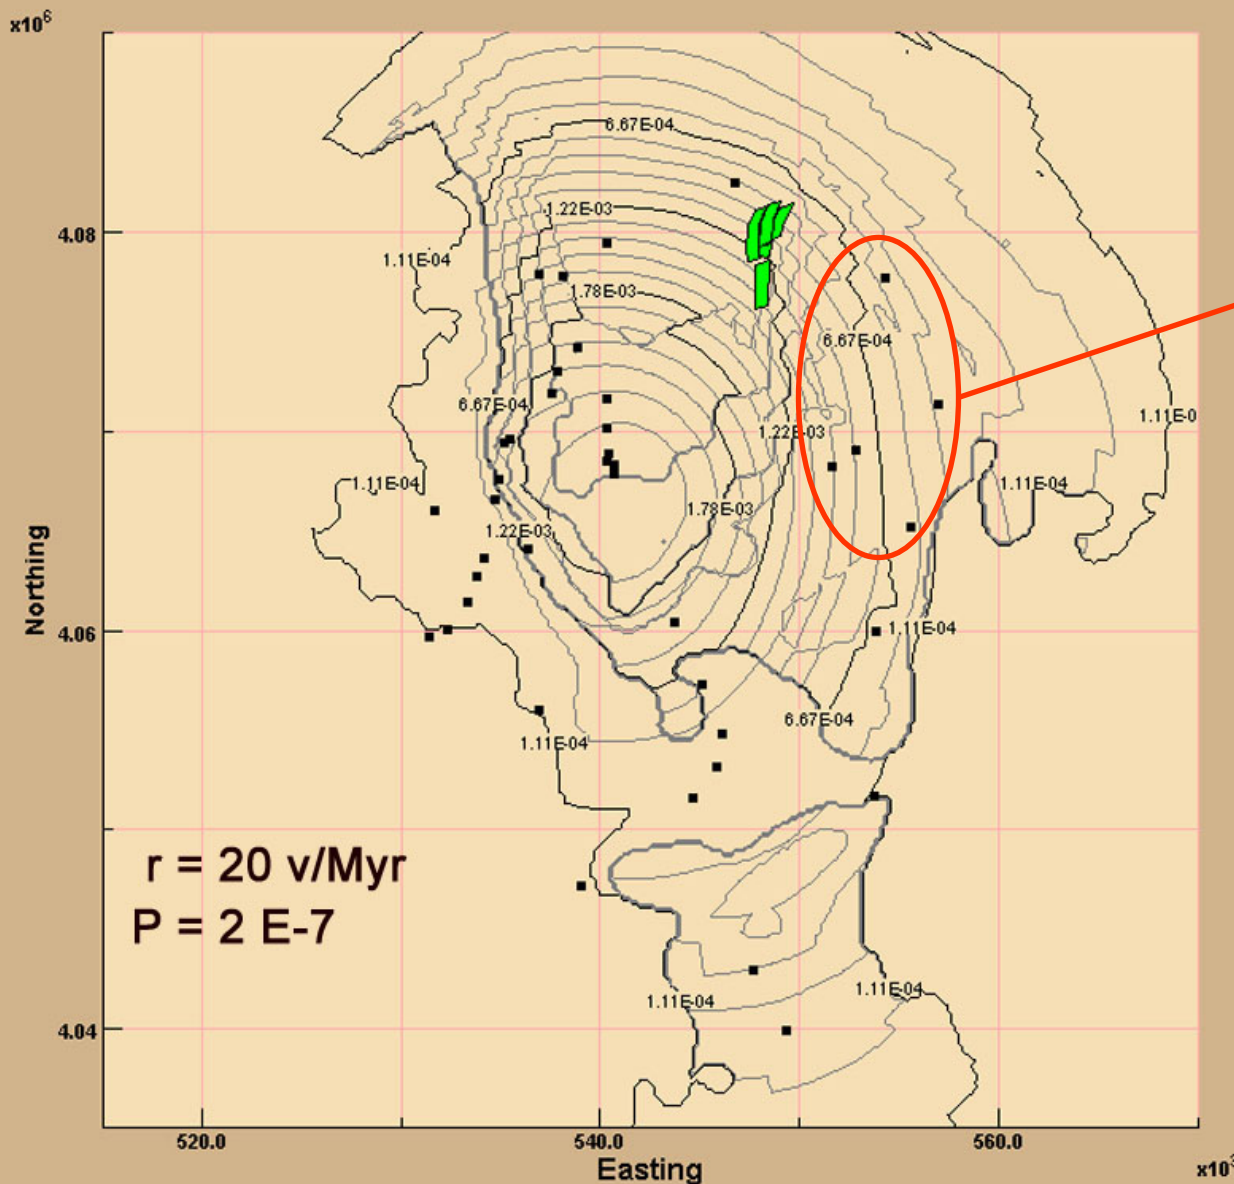 x10⁶
6.67E-04
1.22E-03
4.08
1.11E-04
1.78E-03
6.67E-04
6.67E-04
1.11E-0
1.22E-03
1.11E-04
1.11E-04
1.78E-03
1.22E-03
Northing
4.06
1.11E-04
6.67E-04
1.11E-04
r = 20 v/Myr
P = 2 E-7
1.11E-04
1.11E-04
4.04
520.0
540.0
560.0
Easting
x10³